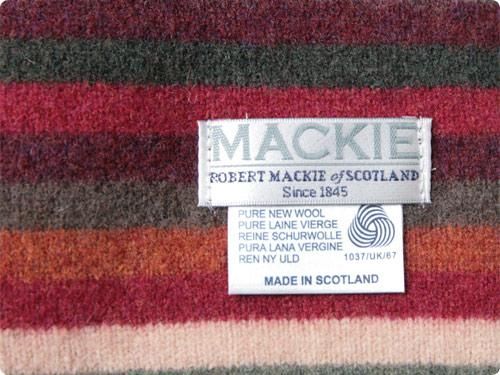 MACKIE
ROBERT MACKIE of SCOTLAND
Since 1845
PURE NEW WOOL
PURE LAINE VIERGE
REINE SCHURWOLLE
PURA LANA VERGINE
REN NY ULD
1037/UK/67
MADE IN SCOTLAND